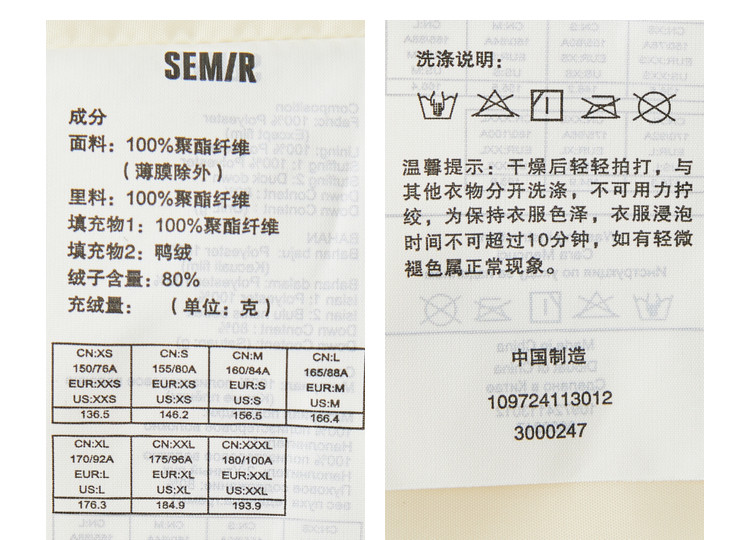 SEMIR
成分
面料：100%聚酯纤维
（薄膜除外）
里料：100%聚酯纤维
填充物1：100%聚酯纤维
填充物2：鸭绒
绒子含量：80%
充绒量：（单位：克）
CN:XS CN:S CN:M CN:L
150/76A 155/80A 160/84A 165/88A
EUR:XXS EUR:XS EUR:S EUR:M
US:XXS US:XS US:S US:M
136.5 146.2 156.5 166.4
CN:XL CN:XXL CN:XXXL
170/92A 175/96A 180/100A
EUR:L EUR:XL EUR:XXL
US:L US:XL US:XXL
176.3 184.9 193.9
洗涤说明：
温馨提示：干燥后轻轻拍打，与
其他衣物分开洗涤，不可用力拧
绞，为保持衣服色泽，衣服浸泡
时间不可超过10分钟，如有轻微
褪色属正常现象。
中国制造
109724113012
3000247